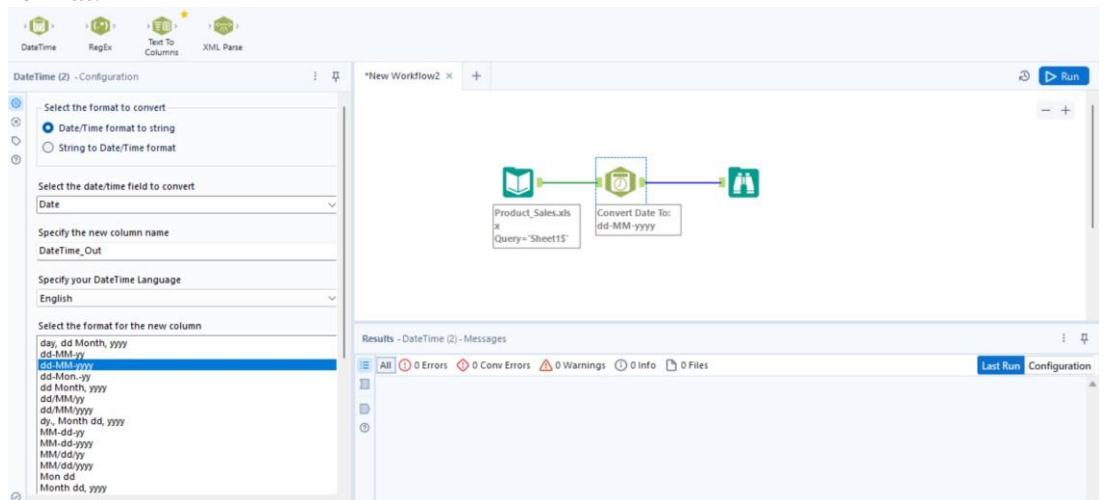 DateTime
RegEx
Text To
Columns
XML Parse
DateTime (2) - Configuration
Select the format to convert
Date/Time format to string
String to Date/Time format
Select the date/time field to convert
Date
Specify the new column name
DateTime_Out
Specify your DateTime Language
English
Select the format for the new column
day, dd Month, yyyy
dd-MM-yy
dd-MM-yyyy
dd-Mon.-yy
dd Month, yyyy
dd/MM/yy
dd/MM/yyyy
dy., Month dd, yyyy
MM-dd-yy
MM-dd-yyyy
MM/dd/yy
MM/dd/yyyy
Mon dd
Month dd, yyyy
*New Workflow2
Run
Product_Sales.xls
x
Query=`Sheet1$`
Convert Date To:
dd-MM-yyyy
Results - DateTime (2) - Messages
All 0 Errors 0 Conv Errors 0 Warnings 0 Info 0 Files
Last Run Configuration